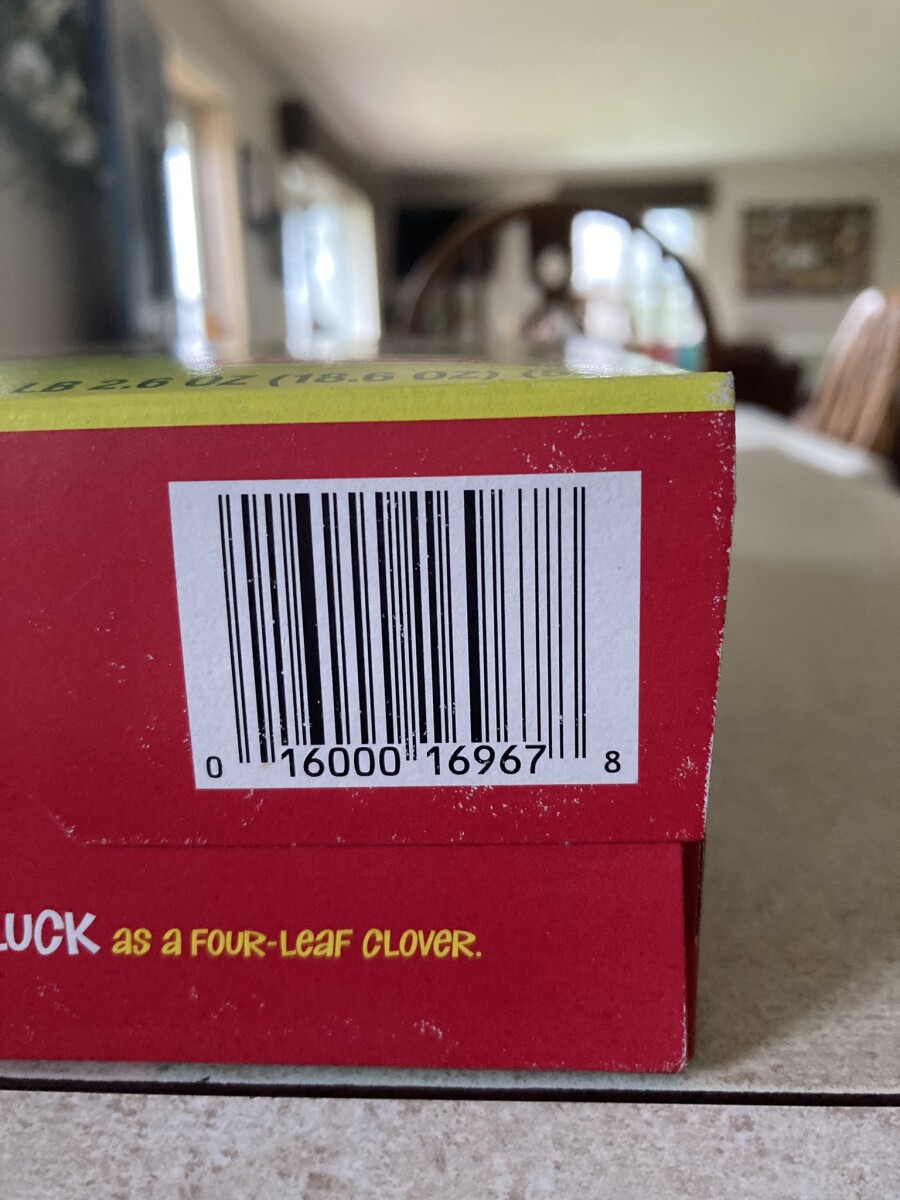 LB 2.6 OZ (18.6 OZ)
0 16000 16967 8
LUCK as a FOUR-LeaF CLOVER.